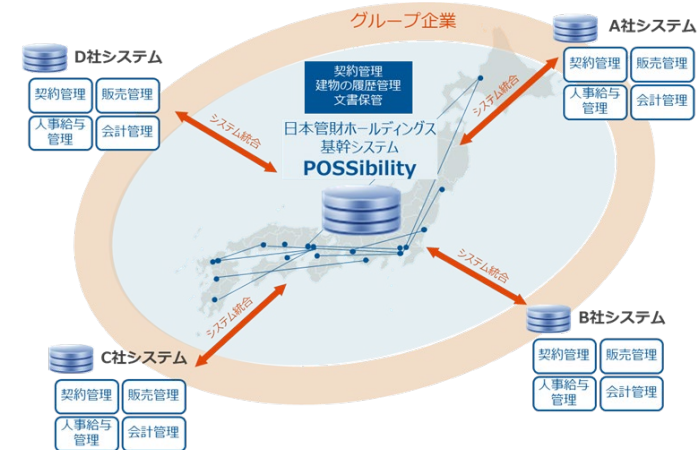 グループ企業
A社システム
契約管理
販売管理
人事給与
管理
会計管理
D社システム
契約管理
販売管理
人事給与
管理
会計管理
契約管理
建物の履歴管理
文書保管
日本管財ホールディングス
基幹システム
POSSibility
システム統合
システム統合
システム統合
システム統合
B社システム
契約管理
販売管理
人事給与
管理
会計管理
C社システム
契約管理
販売管理
人事給与
管理
会計管理